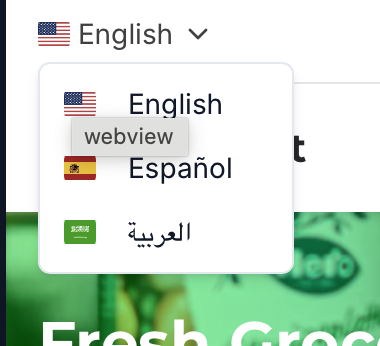 English
English
webview
Español
العربية
Fresh Groc